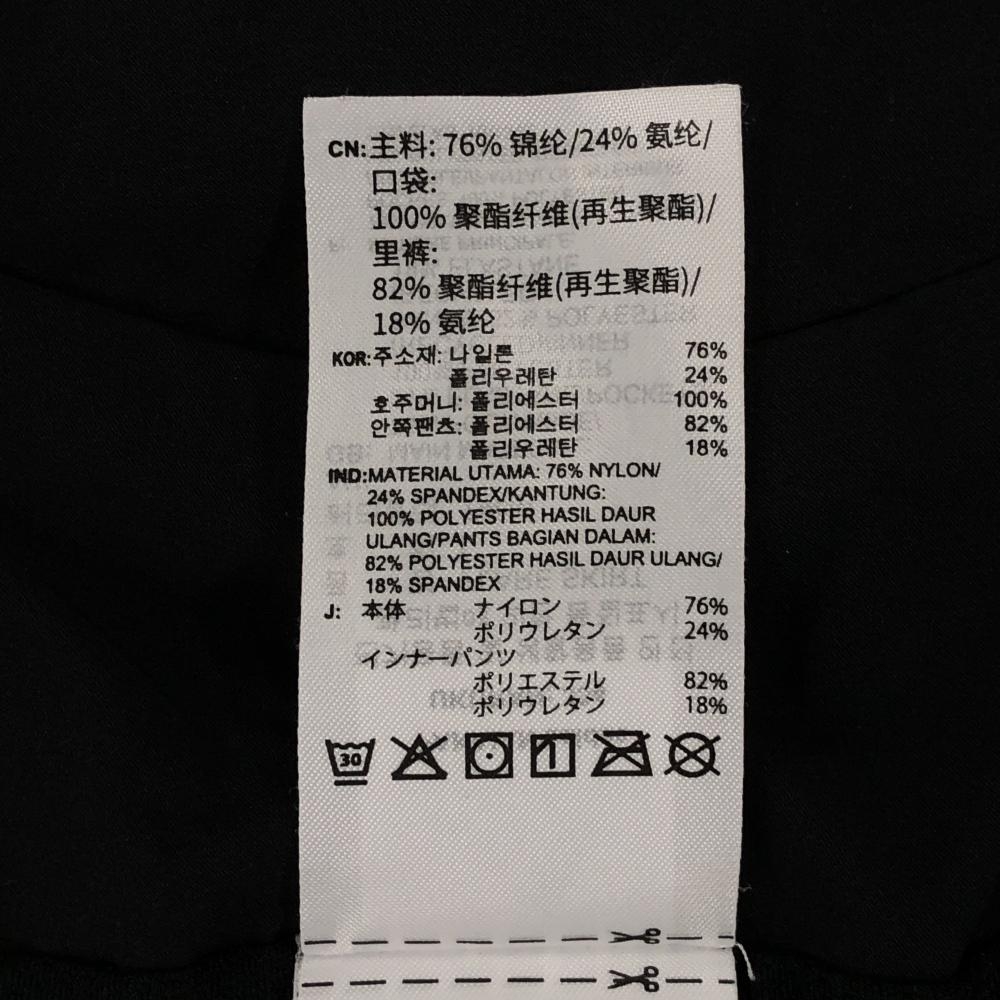 CN:主料: 76% 锦纶/24% 氨纶/
口袋:
100% 聚酯纤维(再生聚酯)/
里裤:
82% 聚酯纤维(再生聚酯)/
18% 氨纶
KOR:주소재: 나일론 76%
폴리우레탄 24%
호주머니: 폴리에스터 100%
안쪽팬츠: 폴리에스터 82%
폴리우레탄 18%
IND:MATERIAL UTAMA: 76% NYLON/
24% SPANDEX/KANTUNG:
100% POLYESTER HASIL DAUR
ULANG/PANTS BAGIAN DALAM:
82% POLYESTER HASIL DAUR ULANG/
18% SPANDEX
J: 本体 ナイロン 76%
ポリウレタン 24%
インナーパンツ
ポリエステル 82%
ポリウレタン 18%
30